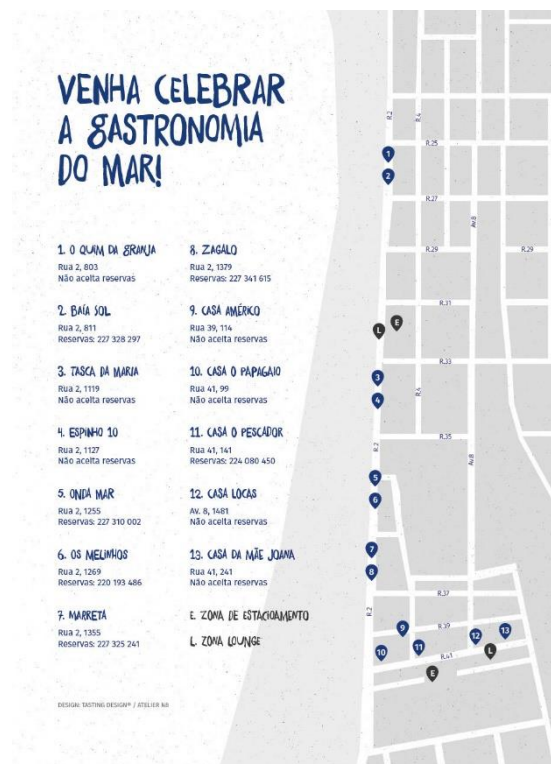 VENHA CELEBRAR
A GASTRONOMIA
DO MAR!
1. O QUIM DA GRANJA
Rua 2, 803
Não aceita reservas
2. BAÍA SOL
Rua 2, 811
Reservas: 227 328 297
3. TASCA DA MARIA
Rua 2, 1119
Não aceita reservas
4. ESPINHO 10
Rua 2, 1127
Não aceita reservas
5. ONDA MAR
Rua 2, 1255
Reservas: 227 310 002
6. OS MELINHOS
Rua 2, 1269
Reservas: 220 193 486
7. MARRETA
Rua 2, 1355
Reservas: 227 325 241
8. ZAGALO
Rua 2, 1379
Reservas: 227 341 615
9. CASA AMÉRICO
Rua 39, 114
Não aceita reservas
10. CASA O PAPAGAIO
Rua 41, 99
Não aceita reservas
11. CASA O PESCADOR
Rua 41, 141
Reservas: 224 080 450
12. CASA LOCAS
Av. 8, 1481
Não aceita reservas
13. CASA DA MÃE JOANA
Rua 41, 241
Não aceita reservas
E. ZONA DE ESTACIOAMENTO
L. ZONA LOUNGE
DESIGN: TASTING DESIGN® / ATELIER NB
R.2
R.4
R.25
1
2
R.27
Av.8
R.29
R.29
R.31
L
E
R.33
3
R.4
4
R.2
R.35
Av.8
5
6
7
8
R.37
R.2
9
R.39
12
13
10
11
R.41
L
E